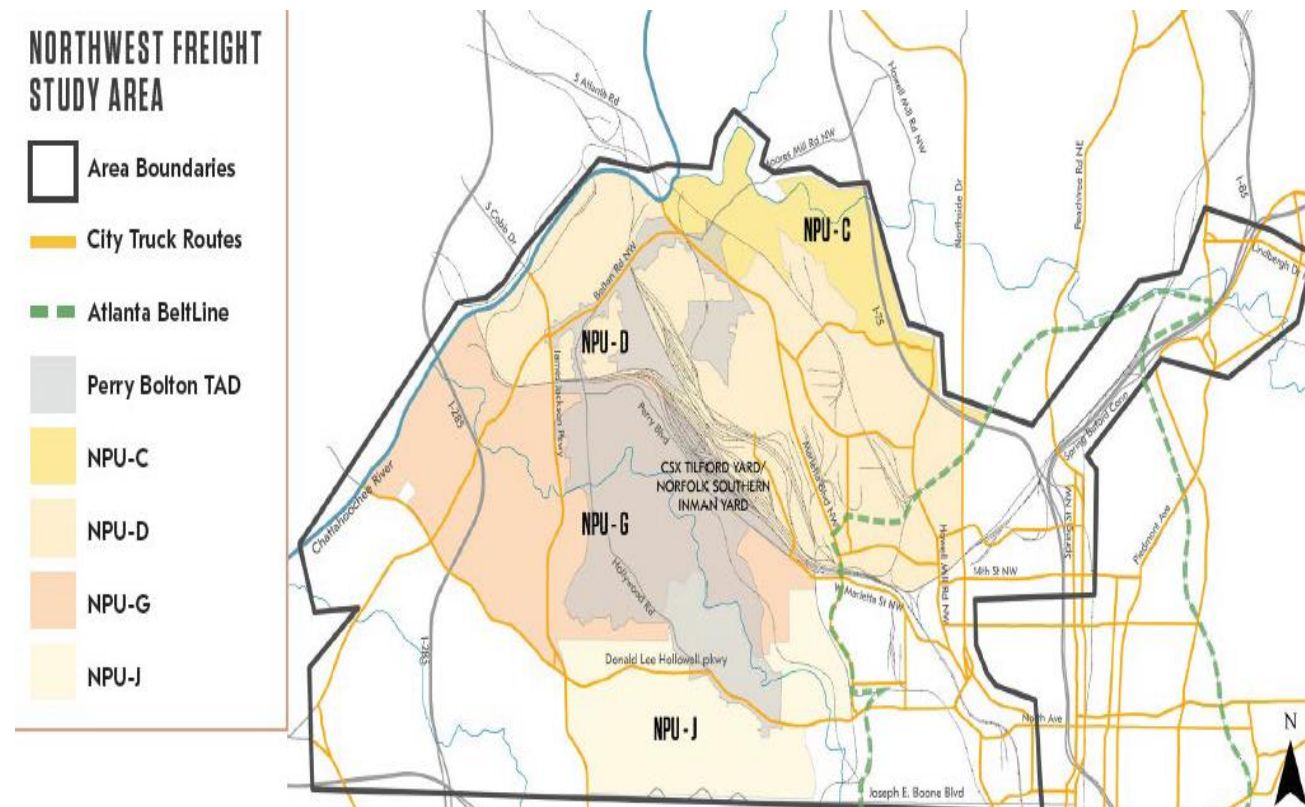 NORTHWEST FREIGHT
STUDY AREA
Area Boundaries
City Truck Routes
Atlanta BeltLine
Perry Bolton TAD
NPU-C
NPU-D
NPU-G
NPU-J
S Atlanta Rd
Howell Mill Rd NW
Moores Mill Rd NW
Northside Dr
Peachtree Rd NE
I-85
Lindbergh Dr
S Cobb Dr
NPU - C
Bolton Rd NW
I-75
NPU - D
James Jackson Pkwy
I-285
Perry Blvd
Marietta Blvd NW
Spring Buford Conn
CSX TILFORD YARD/
NORFOLK SOUTHERN
INMAN YARD
Chattahoochee River
NPU - G
Howell Mill Rd NW
Spring St NW
Piedmont Ave
14th St NW
Hollywood Rd
W Marietta St NW
I-285
Donald Lee Hollowell pkwy
NPU - J
North Ave
N
Joseph E. Boone Blvd